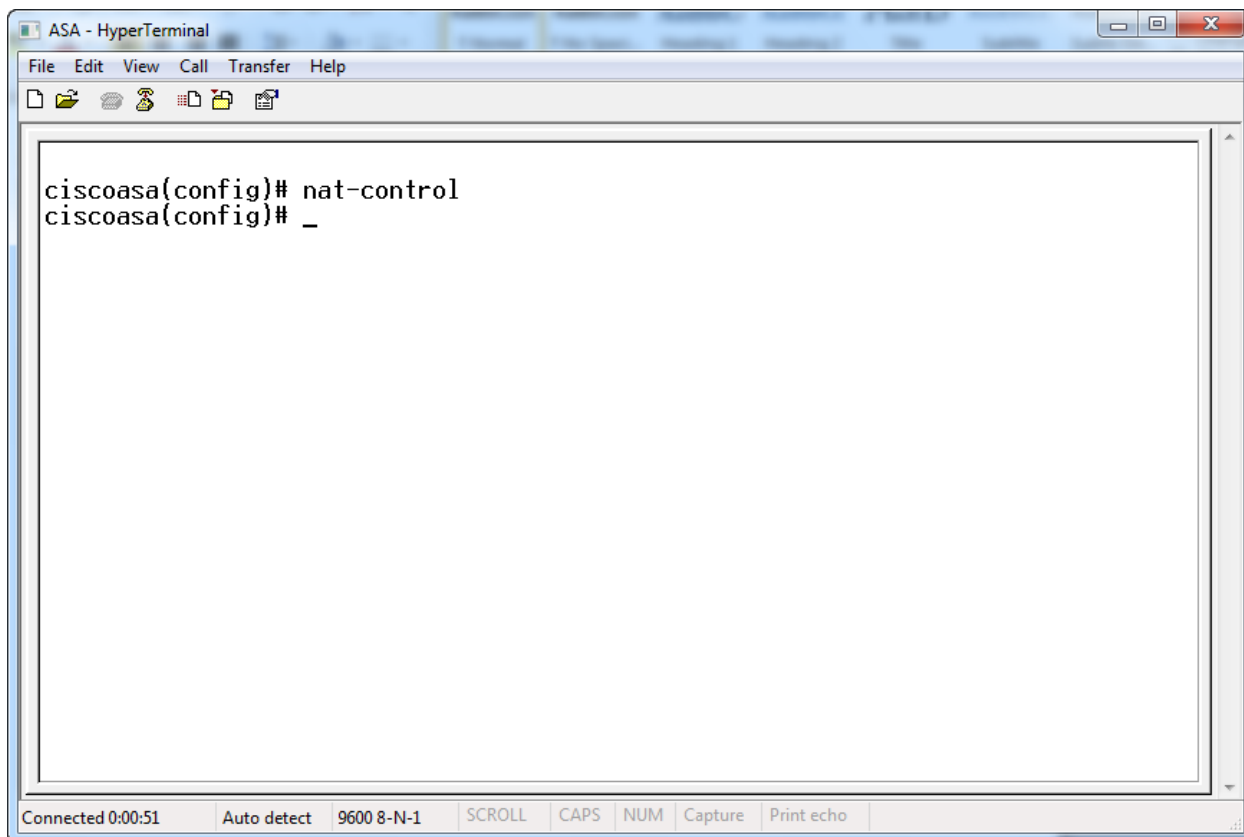 ASA - HyperTerminal
File Edit View Call Transfer Help
ciscoasa(config)# nat-control
ciscoasa(config)# _
Connected 0:00:51 Auto detect 9600 8-N-1 SCROLL CAPS NUM Capture Print echo